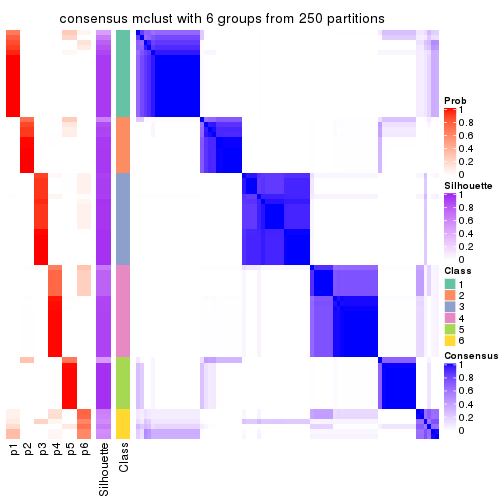 consensus mclust with 6 groups from 250 partitions
Prob
1
0.8
0.6
0.4
0.2
0
Silhouette
1
0.8
0.6
0.4
0.2
0
Class
1
2
3
4
5
6
Consensus
1
0.8
0.6
0.4
0.2
0
p1
p2
p3
p4
p5
p6
Silhouette
Class